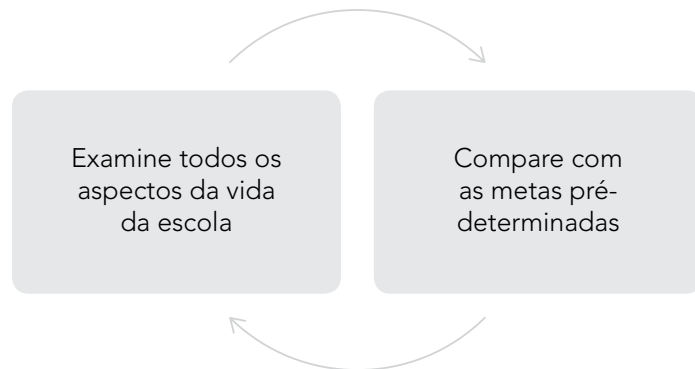 Examine todos os
aspectos da vida
da escola
Compare com
as metas pré-
determinadas